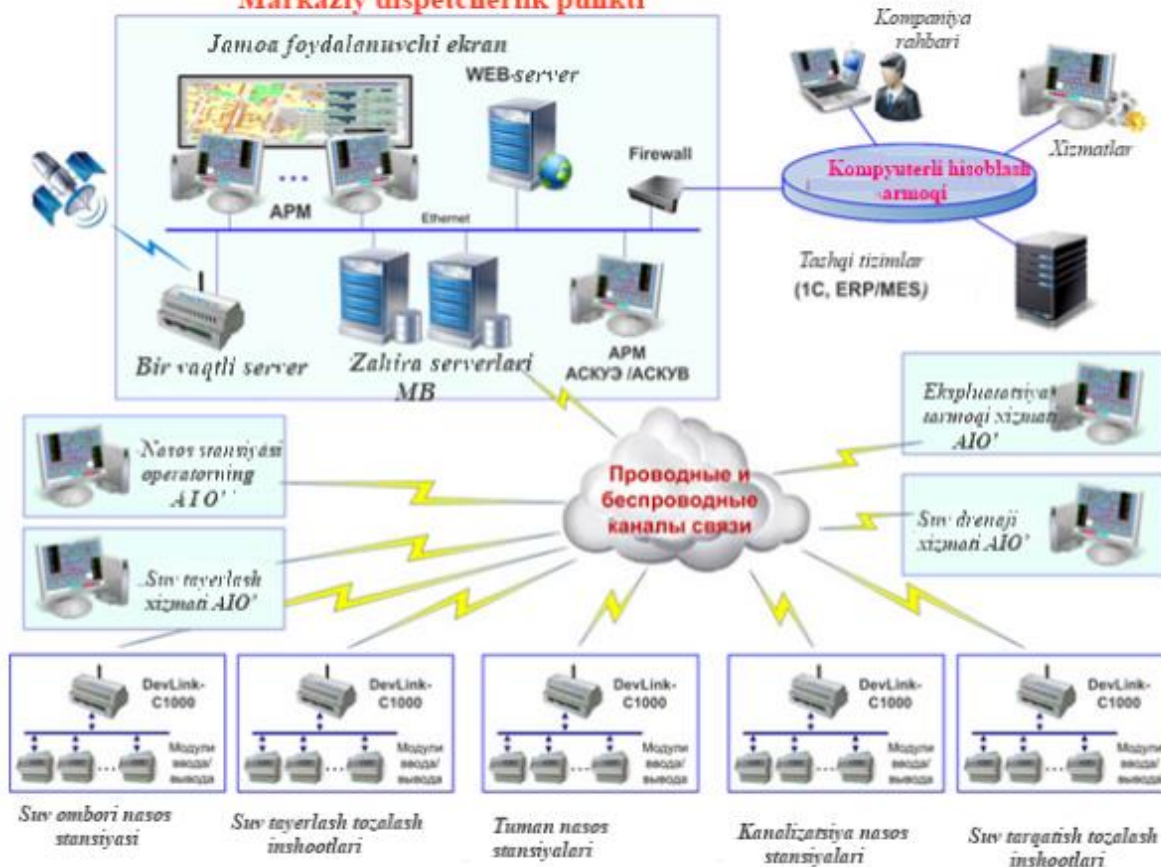 Markaziy dispetcherlik punkti
Jamoa foydalanuvchi ekran
WEB-server
Firewall
APM
Ethernet
Bir vaqtli server
Zahira serverlari
MB
APM
АСКУЭ /АСКУВ
Kompaniya
rahbari
Xizmatlar
Kompyuterli hisoblash
armoqi
Tashqi tizimlar
(1C, ERP/MES)
Nasos stansiyasi
operatorning
AIO'
Suv tayerlash
xizmati AIO'
Проводные и
беспроводные
каналы связи
Ekspluatatsiya
tarmoqi xizmati
AIO'
Suv drenaji
xizmati AIO'
DevLink-
C1000
Модули
ввода/
вывода
Suv ombori nasos
stansiyasi
DevLink-
C1000
Модули
ввода/
вывода
Suv tayerlash tozalash
inshootlari
DevLink-
C1000
Модули
ввода/
вывода
Tuman nasos
stansiyalari
DevLink-
C1000
Модули
ввода/
вывода
Kanalizatsiya nasos
stansiyalari
DevLink-
C1000
Модули
ввода/
вывода
Suv tarqatish tozalash
inshootlari